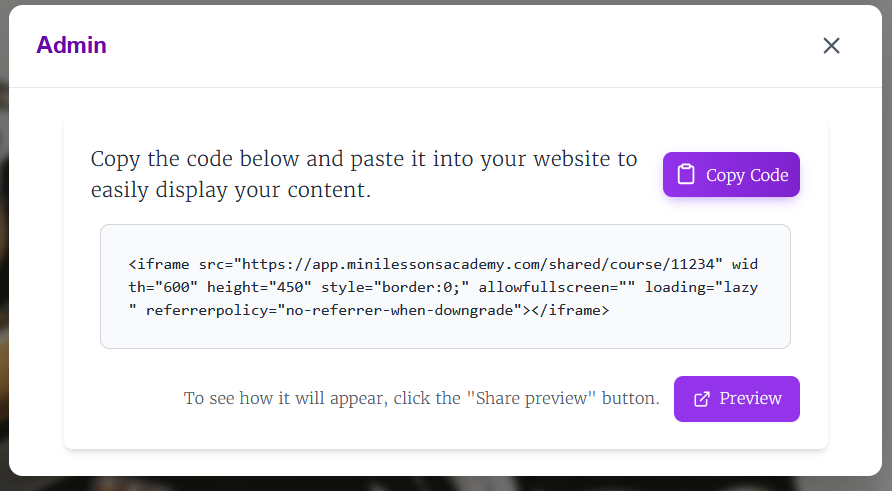 Admin
Copy the code below and paste it into your website to
easily display your content.
Copy Code
<iframe src="https://app.minilessonsacademy.com/shared/course/11234" wid
th="600" height="450" style="border:0;" allowfullscreen="" loading="lazy
" referrerpolicy="no-referrer-when-downgrade"></iframe>
To see how it will appear, click the "Share preview" button.
Preview